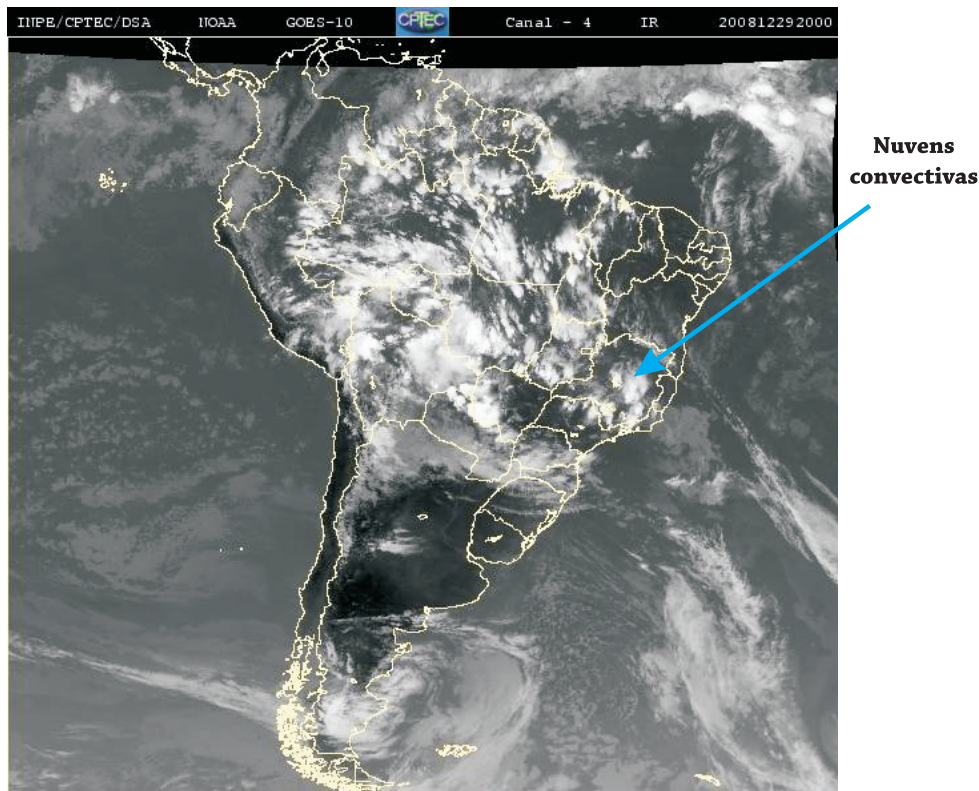 INPE/CPTEC/DSA NOAA GOES-10 CPTEC Canal - 4 IR 200812292000
Nuvens
convectivas